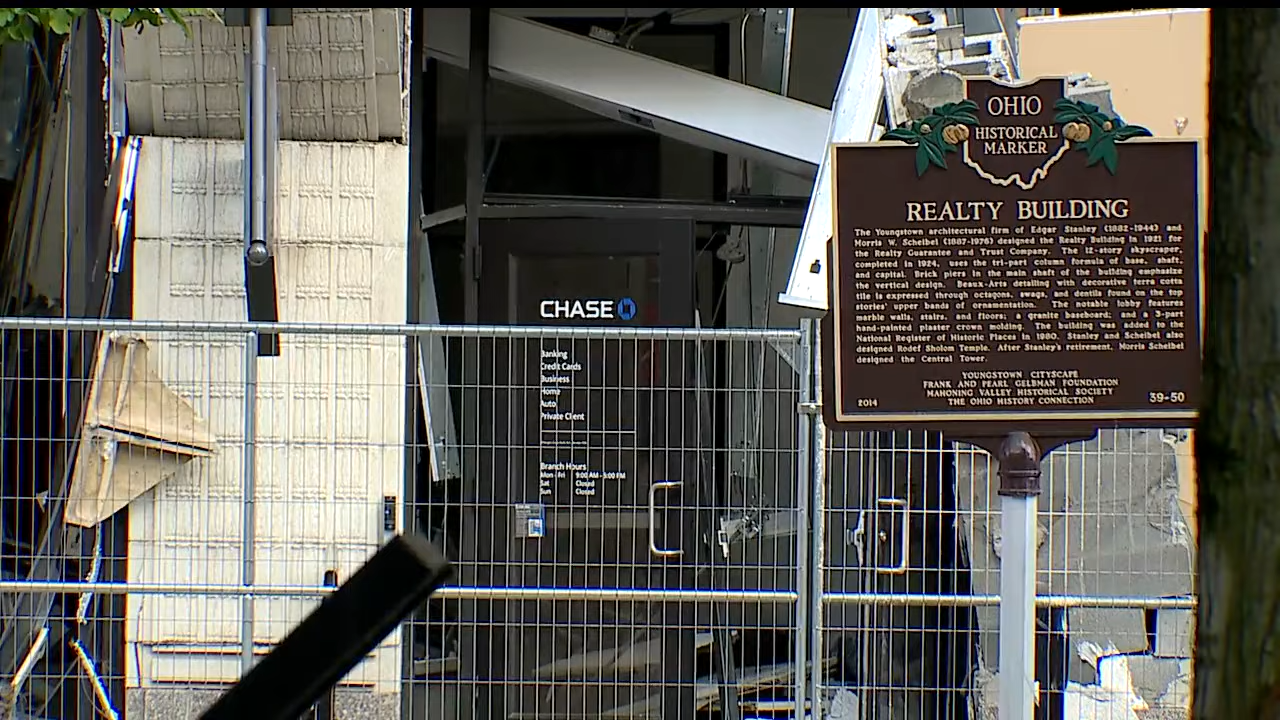 CHASE
Banking
Credit Cards
Business
Home
Auto
Private Client
Branch Hours
Mon - Fri 9:00 AM - 5:00 PM
Sat Closed
Sun Closed
OHIO
HISTORICAL
MARKER
REALTY BUILDING
The Youngstown architectural firm of Edgar Stanley (1882-1944) and
Morris W. Scheibel (1887-1976) designed the Realty Building in 1921 for
the Realty Guarantee and Trust Company. The 12-story skyscraper,
completed in 1924, uses the tri-part column formula of base, shaft,
and capital. Brick piers in the main shaft of the building emphasize
the vertical design. Beaux-Arts detailing with decorative terra cotta
tile is expressed through octagons, swags, and dentils found on the top
stories' upper bands of ornamentation. The notable lobby features
marble walls, stairs, and floors; a granite baseboard; and a 3-part
hand-painted plaster crown molding. The building was added to the
National Register of Historic Places in 1980. Stanley and Scheibel also
designed Rodef Sholom Temple. After Stanley's retirement, Morris Scheibel
designed the Central Tower.
YOUNGSTOWN CITYSCAPE
FRANK AND PEARL GELBMAN FOUNDATION
MAHONING VALLEY HISTORICAL SOCIETY
2014 THE OHIO HISTORY CONNECTION 39-50